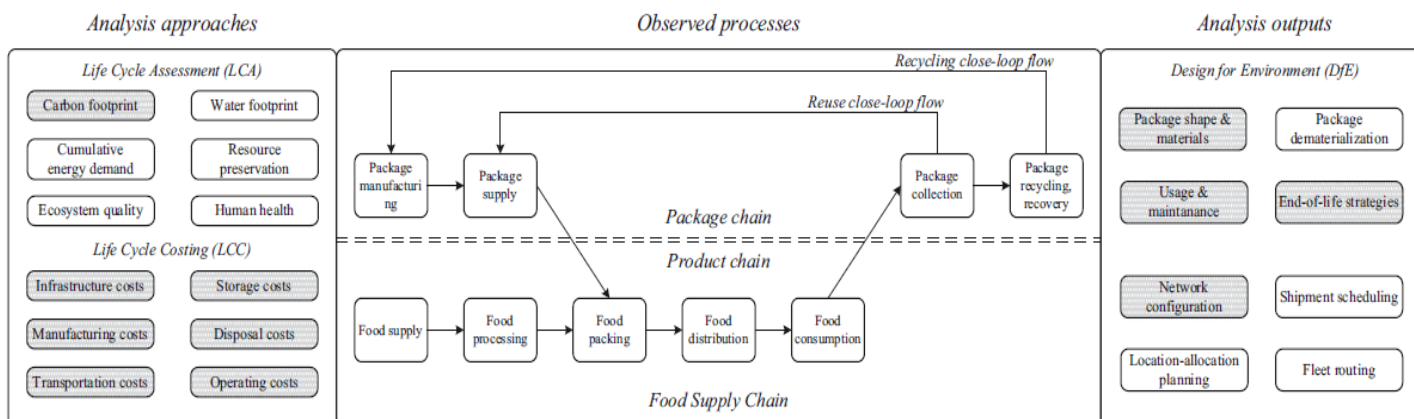 Analysis approaches
Observed processes
Analysis outputs
Life Cycle Assessment (LCA)
Carbon footprint
Water footprint
Cumulative
energy demand
Resource
preservation
Ecosystem quality
Human health
Life Cycle Costing (LCC)
Infrastructure costs
Storage costs
Manufacturing costs
Disposal costs
Transportation costs
Operating costs
Recycling close-loop flow
Reuse close-loop flow
Package
manufacturi
ng
Package
supply
Package
collection
Package
recycling,
recovery
Package chain
Product chain
Food supply
Food
processing
Food
packing
Food
distribution
Food
consumption
Food Supply Chain
Design for Environment (DfE)
Package shape &
materials
Package
dematerialization
Usage &
maintanance
End-of-life strategies
Network
configuration
Shipment scheduling
Location-allocation
planning
Fleet routing